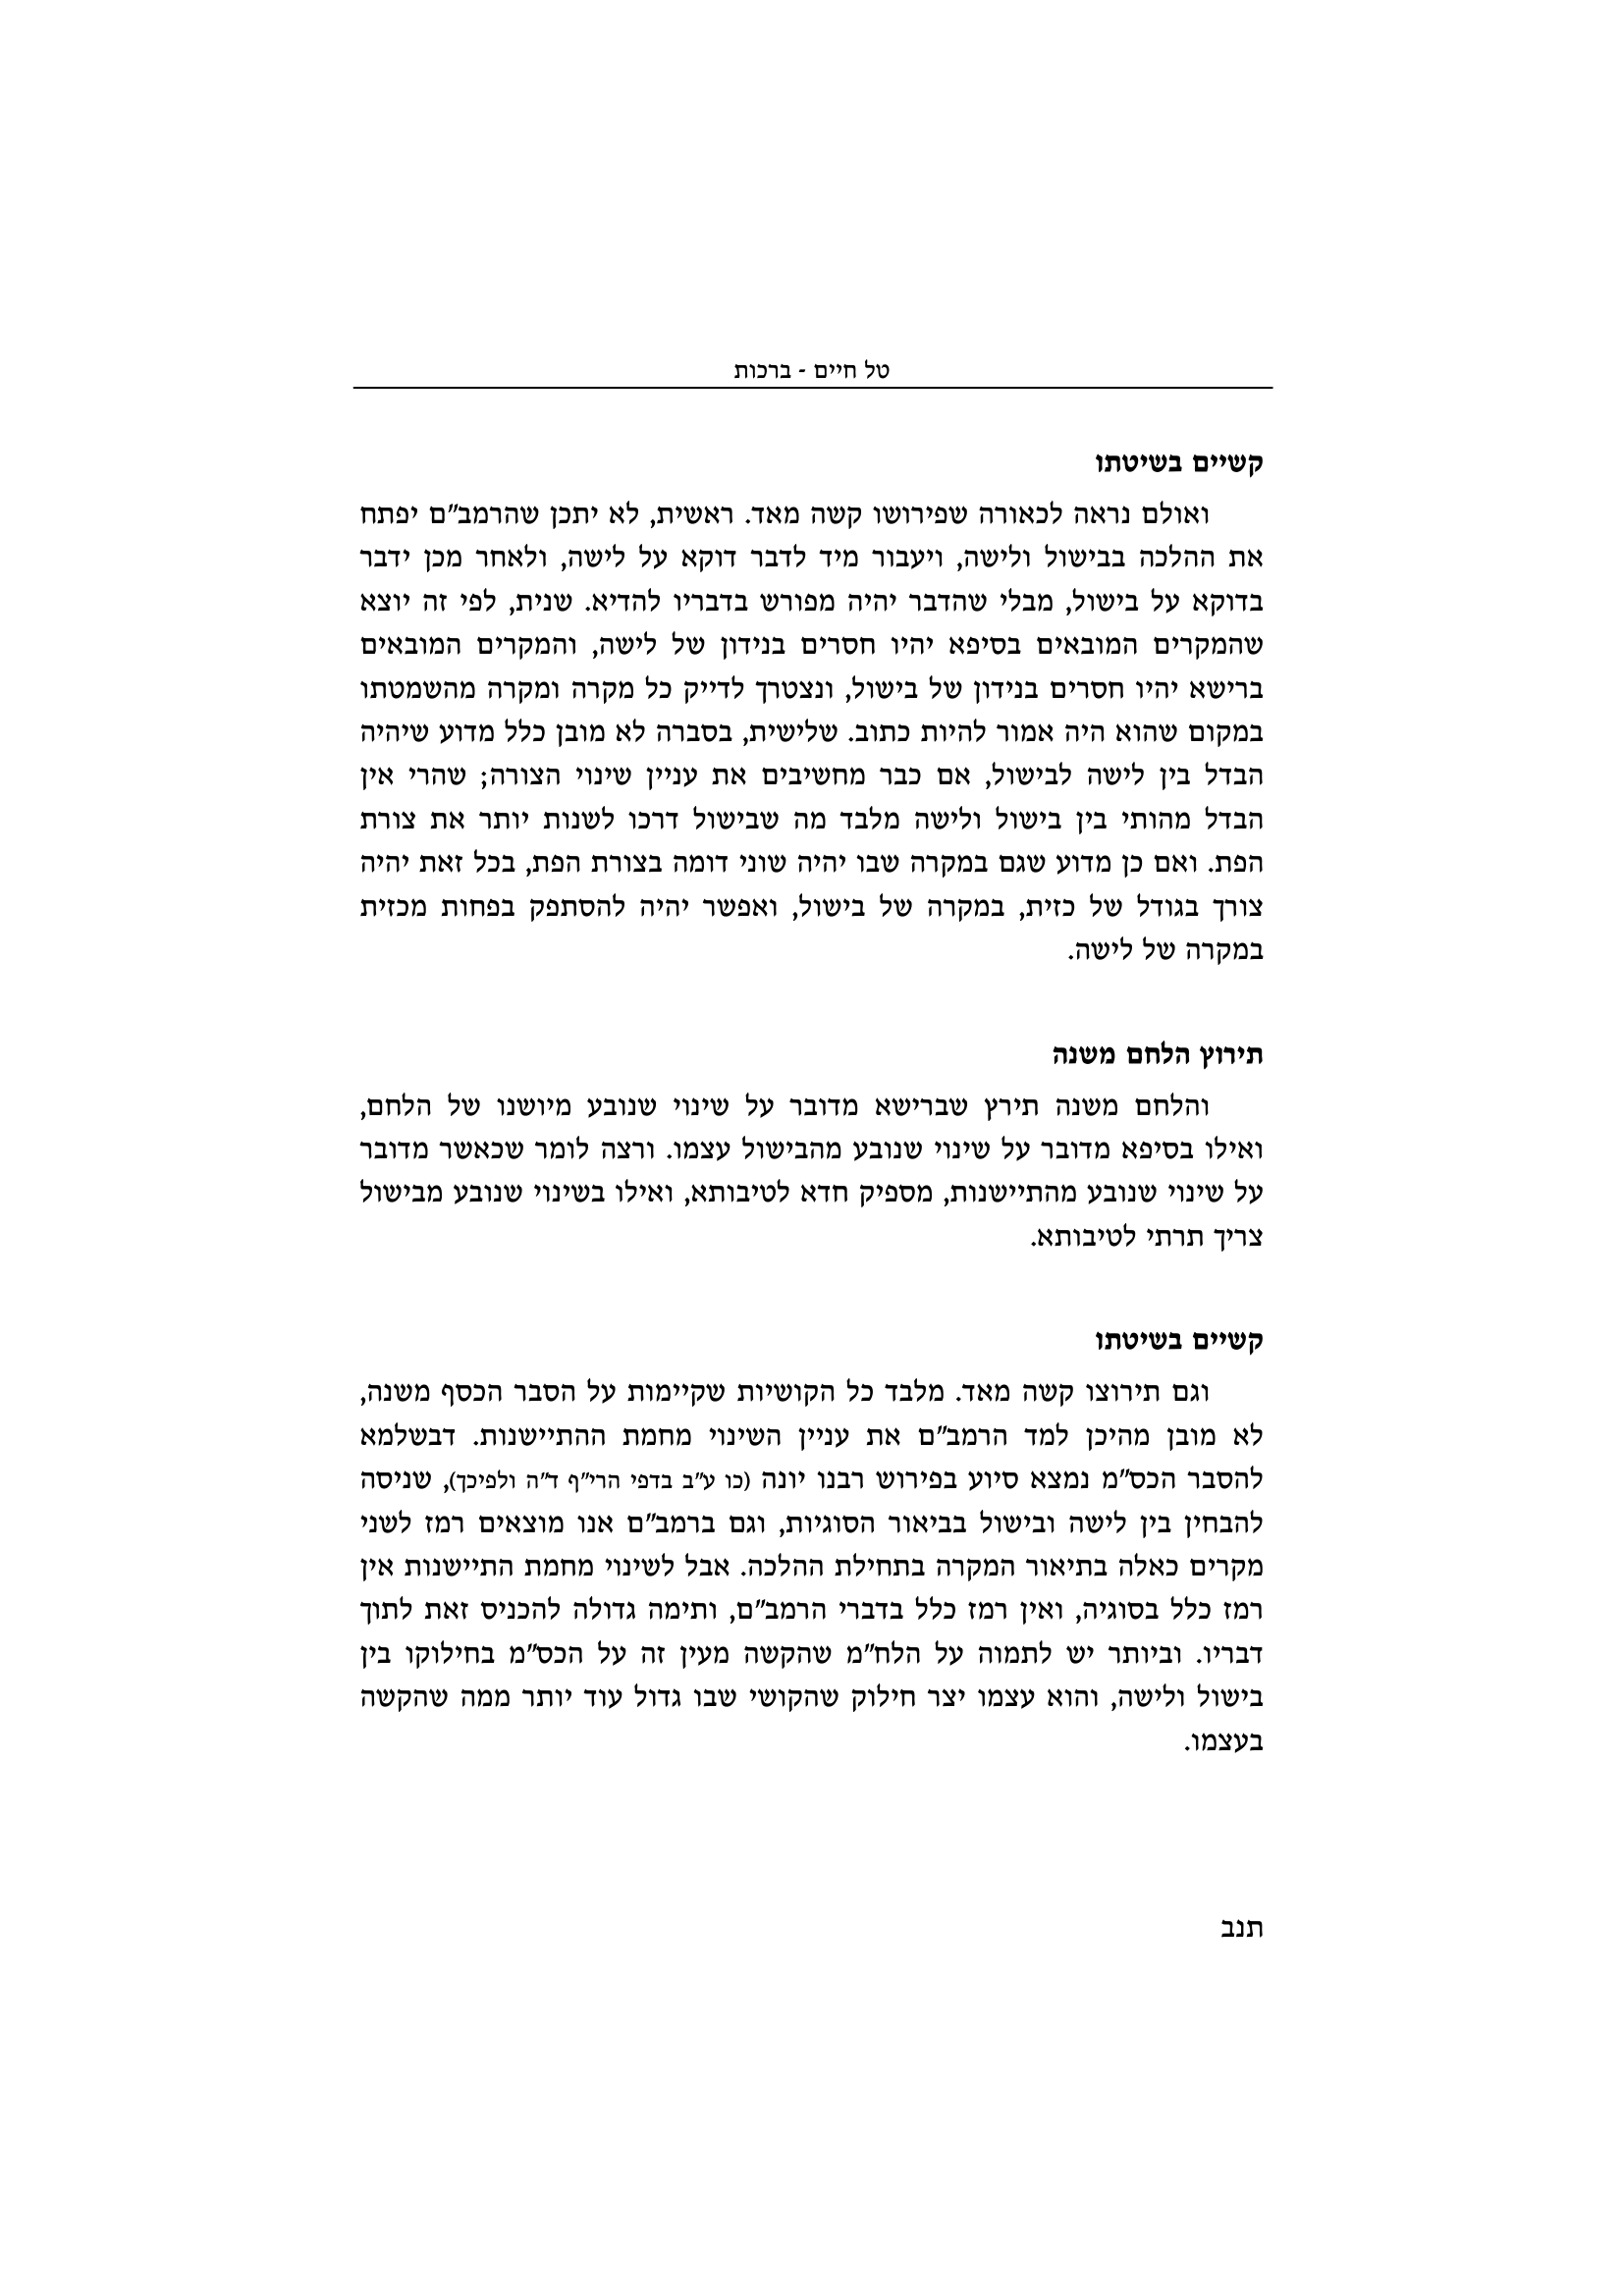 טל חיים - ברכות
קשיים בשיטתו
ואולם נראה לכאורה שפירושו קשה מאד. ראשית, לא יתכן שהרמב"ם יפתח
את ההלכה בבישול ולישה, ויעבור מיד לדבר דוקא על לישה, ולאחר מכן ידבר
בדוקא על בישול, מבלי שהדבר יהיה מפורש בדבריו להדיא. שנית, לפי זה יוצא
שהמקרים המובאים בסיפא יהיו חסרים בנידון של לישה, והמקרים המובאים
ברישא יהיו חסרים בנידון של בישול, ונצטרך לדייק כל מקרה ומקרה מהשמטתו
במקום שהוא היה אמור להיות כתוב. שלישית, בסברה לא מובן כלל מדוע שיהיה
הבדל בין לישה לבישול, אם כבר מחשיבים את עניין שינוי הצורה; שהרי אין
הבדל מהותי בין בישול ולישה מלבד מה שבישול דרכו לשנות יותר את צורת
הפת. ואם כן מדוע שגם במקרה שבו יהיה שוני דומה בצורת הפת, בכל זאת יהיה
צורך בגודל של כזית, במקרה של בישול, ואפשר יהיה להסתפק בפחות מכזית
במקרה של לישה.
תירוץ הלחם משנה
והלחם משנה תירץ שברישא מדובר על שינוי שנובע מיושנו של הלחם,
ואילו בסיפא מדובר על שינוי שנובע מהבישול עצמו. ורצה לומר שכאשר מדובר
על שינוי שנובע מהתיישנות, מספיק חדא לטיבותא, ואילו בשינוי שנובע מבישול
צריך תרתי לטיבותא.
קשיים בשיטתו
וגם תירוצו קשה מאד. מלבד כל הקושיות שקיימות על הסבר הכסף משנה,
לא מובן מהיכן למד הרמב"ם את עניין השינוי מחמת ההתיישנות. דבשלמא
להסבר הכס"מ נמצא סיוע בפירוש רבנו יונה (כו ע"ב בדפי הרי"ף ד"ה ולפיכך), שניסה
להבחין בין לישה ובישול בביאור הסוגיות, וגם ברמב"ם אנו מוצאים רמז לשני
מקרים כאלה בתיאור המקרה בתחילת ההלכה. אבל לשינוי מחמת התיישנות אין
רמז כלל בסוגיה, ואין רמז כלל בדברי הרמב"ם, ותימה גדולה להכניס זאת לתוך
דבריו. וביותר יש לתמוה על הלח"מ שהקשה מעין זה על הכס"מ בחילוקו בין
בישול ולישה, והוא עצמו יצר חילוק שהקושי שבו גדול עוד יותר ממה שהקשה
בעצמו.
תנב